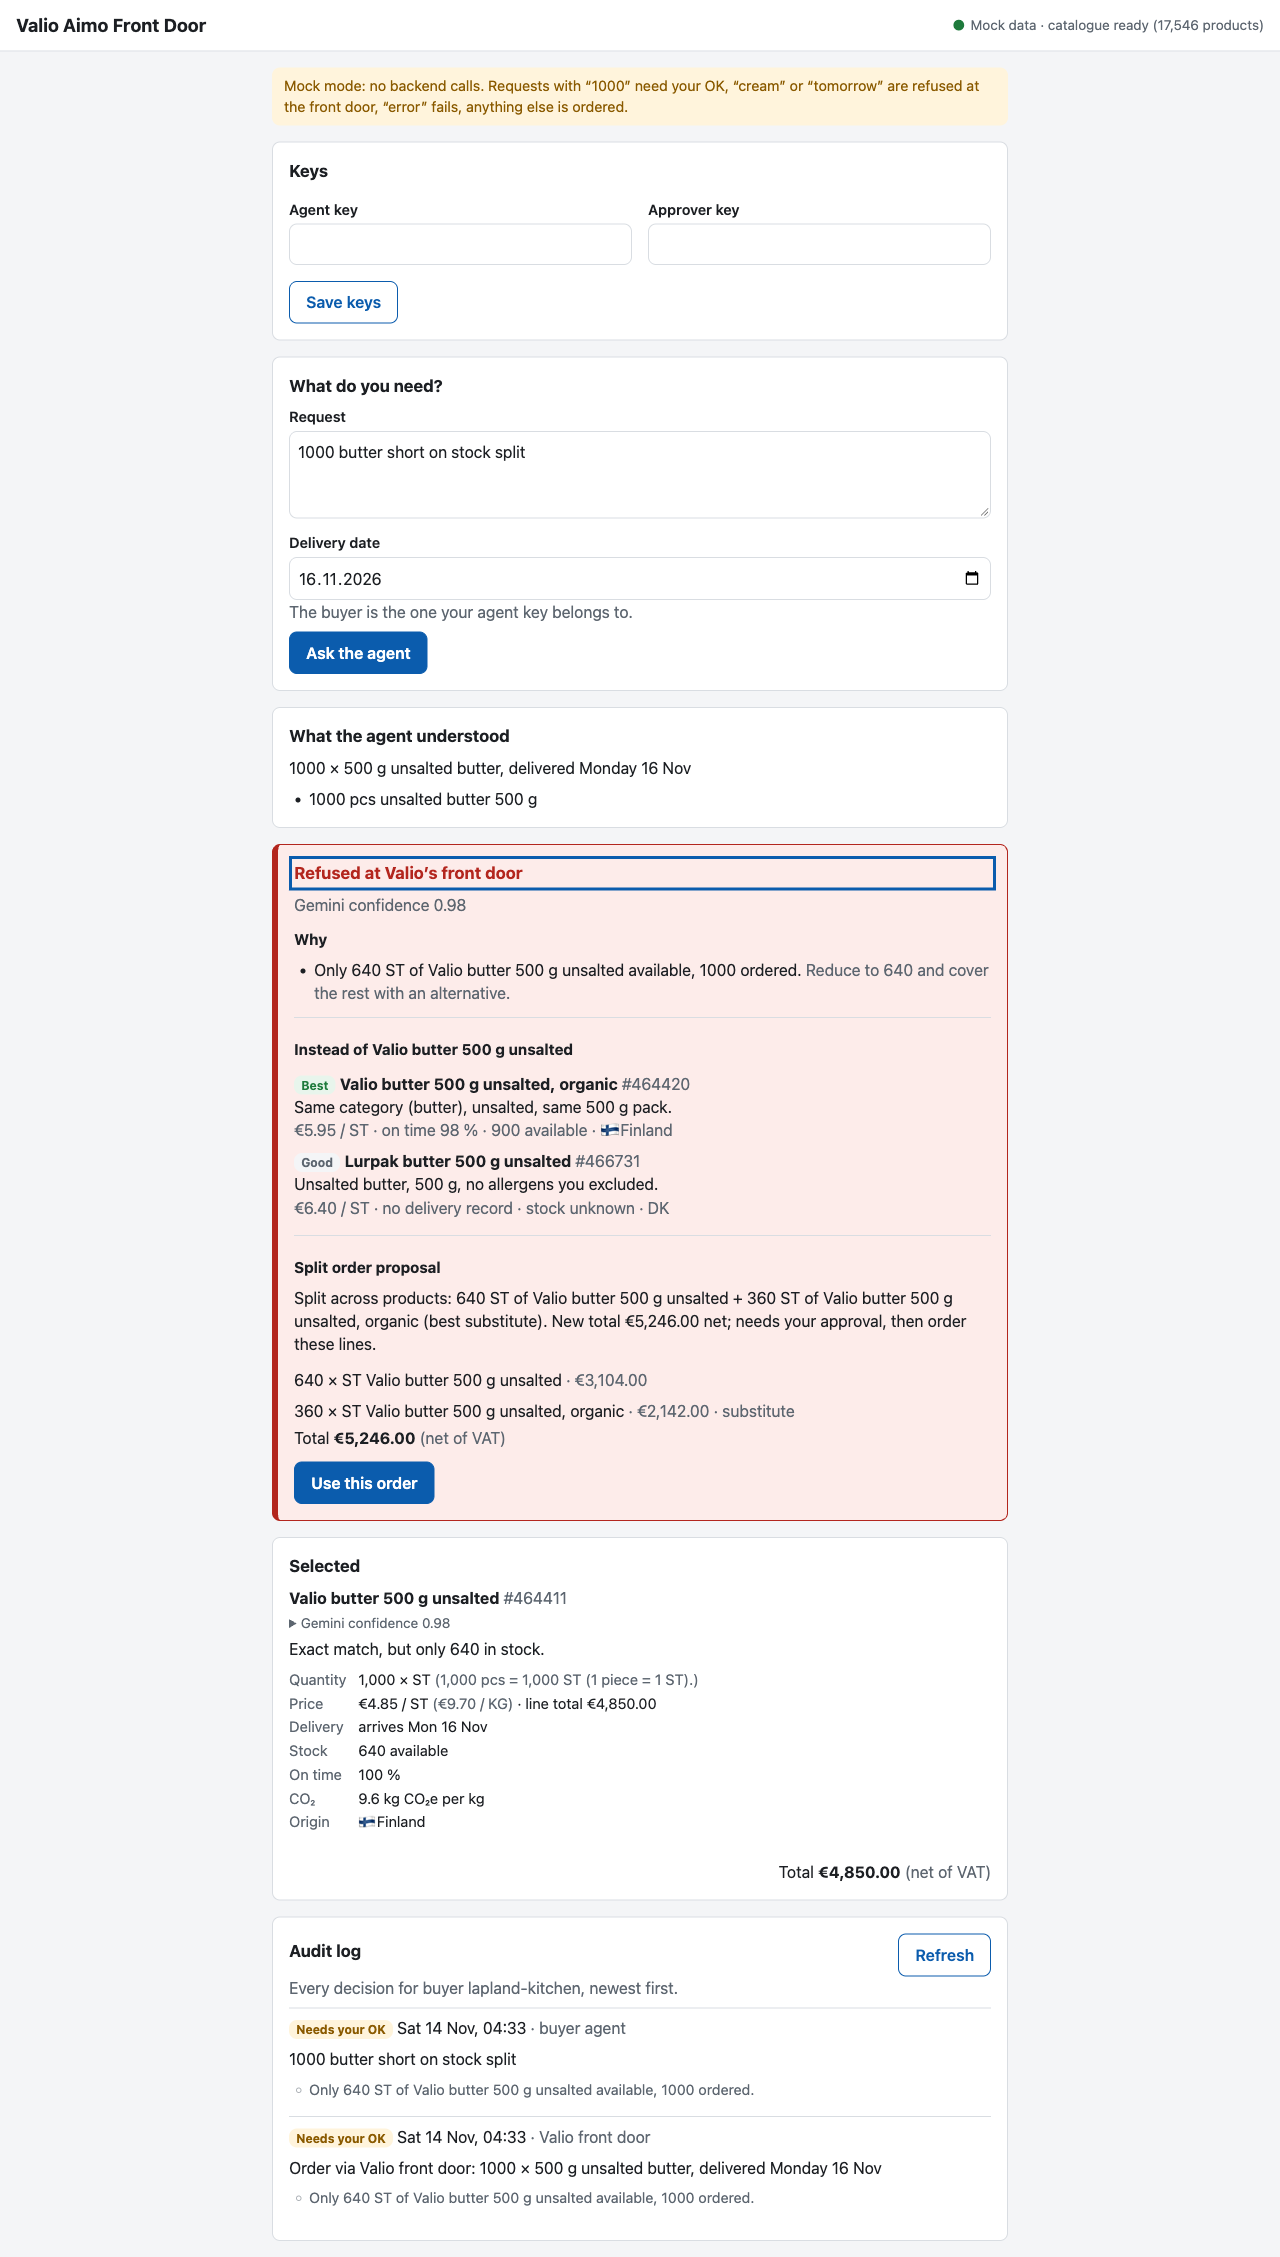 Valio Aimo Front Door
Mock data · catalogue ready (17,546 products)
Mock mode: no backend calls. Requests with “1000” need your OK, “cream” or “tomorrow” are refused at
the front door, “error” fails, anything else is ordered.
Keys
Agent key
Approver key
Save keys
What do you need?
Request
1000 butter short on stock split
Delivery date
16.11.2026
The buyer is the one your agent key belongs to.
Ask the agent
What the agent understood
1000 × 500 g unsalted butter, delivered Monday 16 Nov
• 1000 pcs unsalted butter 500 g
Refused at Valio’s front door
Gemini confidence 0.98
Why
• Only 640 ST of Valio butter 500 g unsalted available, 1000 ordered. Reduce to 640 and cover
the rest with an alternative.
Instead of Valio butter 500 g unsalted
Best Valio butter 500 g unsalted, organic #464420
Same category (butter), unsalted, same 500 g pack.
€5.95 / ST · on time 98 % · 900 available · 🇫🇮Finland
Good Lurpak butter 500 g unsalted #466731
Unsalted butter, 500 g, no allergens you excluded.
€6.40 / ST · no delivery record · stock unknown · DK
Split order proposal
Split across products: 640 ST of Valio butter 500 g unsalted + 360 ST of Valio butter 500 g
unsalted, organic (best substitute). New total €5,246.00 net; needs your approval, then order
these lines.
640 × ST Valio butter 500 g unsalted · €3,104.00
360 × ST Valio butter 500 g unsalted, organic · €2,142.00 · substitute
Total €5,246.00 (net of VAT)
Use this order
Selected
Valio butter 500 g unsalted #464411
▶ Gemini confidence 0.98
Exact match, but only 640 in stock.
Quantity 1,000 × ST (1,000 pcs = 1,000 ST (1 piece = 1 ST).)
Price €4.85 / ST (€9.70 / KG) · line total €4,850.00
Delivery arrives Mon 16 Nov
Stock 640 available
On time 100 %
CO₂ 9.6 kg CO₂e per kg
Origin 🇫🇮Finland
Total €4,850.00 (net of VAT)
Audit log
Refresh
Every decision for buyer lapland-kitchen, newest first.
Needs your OK Sat 14 Nov, 04:33 · buyer agent
1000 butter short on stock split
◦ Only 640 ST of Valio butter 500 g unsalted available, 1000 ordered.
Needs your OK Sat 14 Nov, 04:33 · Valio front door
Order via Valio front door: 1000 × 500 g unsalted butter, delivered Monday 16 Nov
◦ Only 640 ST of Valio butter 500 g unsalted available, 1000 ordered.